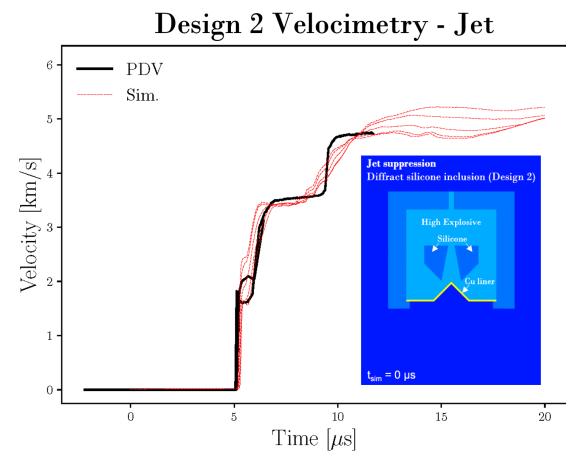 Design 2 Velocimetry - Jet
PDV
Sim.
6
5
4
3
2
1
0
Velocity [km/s]
0
5
10
15
20
Time [μs]
Jet suppression
Diffract silicone inclusion (Design 2)
High Explosive
Silicone
Cu liner
tsim = 0 μs